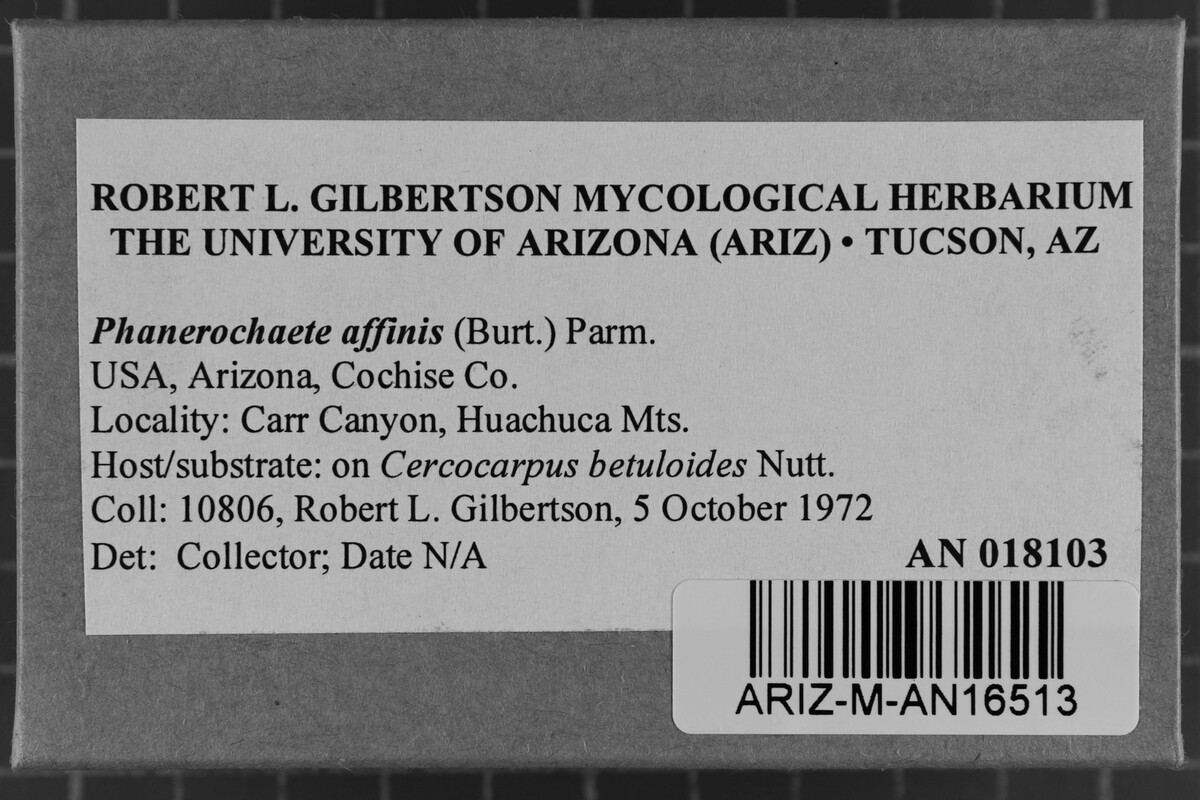 ROBERT L. GILBERTSON MYCOLOGICAL HERBARIUM
THE UNIVERSITY OF ARIZONA (ARIZ) • TUCSON, AZ
Phanerochaete affinis (Burt.) Parm.
USA, Arizona, Cochise Co.
Locality: Carr Canyon, Huachuca Mts.
Host/substrate: on Cercocarpus betuloides Nutt.
Coll: 10806, Robert L. Gilbertson, 5 October 1972
Det: Collector; Date N/A
AN 018103
ARIZ-M-AN16513